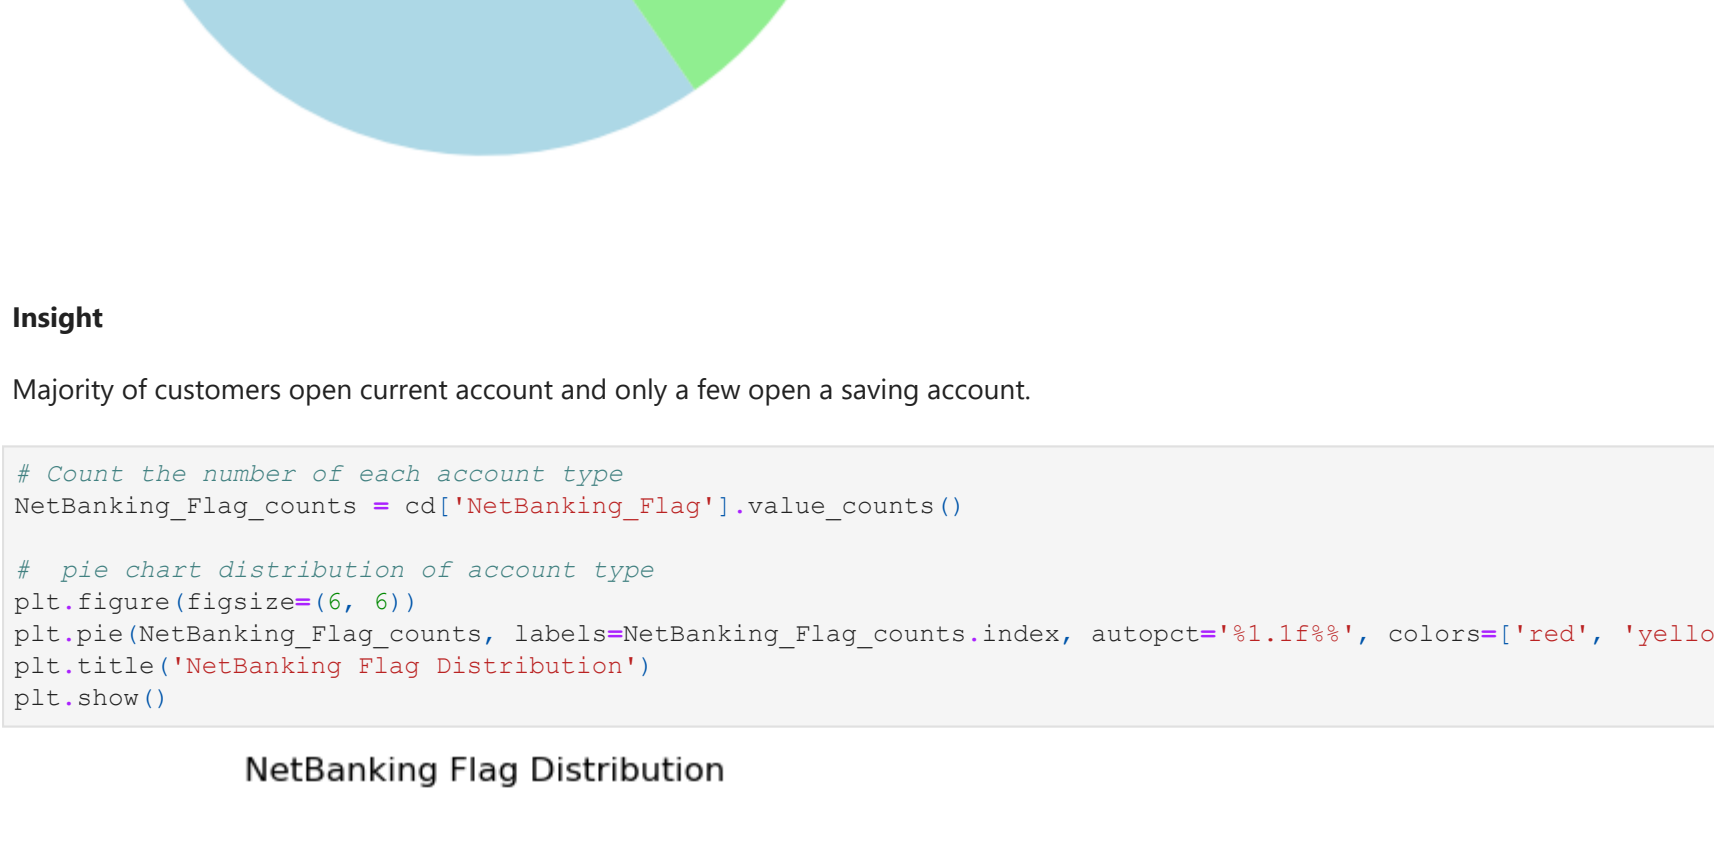 Insight
Majority of customers open current account and only a few open a saving account.
# Count the number of each account type
NetBanking_Flag_counts = cd['NetBanking_Flag'].value_counts()
#  pie chart distribution of account type
plt.figure(figsize=(6, 6))
plt.pie(NetBanking_Flag_counts, labels=NetBanking_Flag_counts.index, autopct='%1.1f%%', colors=['red', 'yello
plt.title('NetBanking Flag Distribution')
plt.show()
NetBanking Flag Distribution